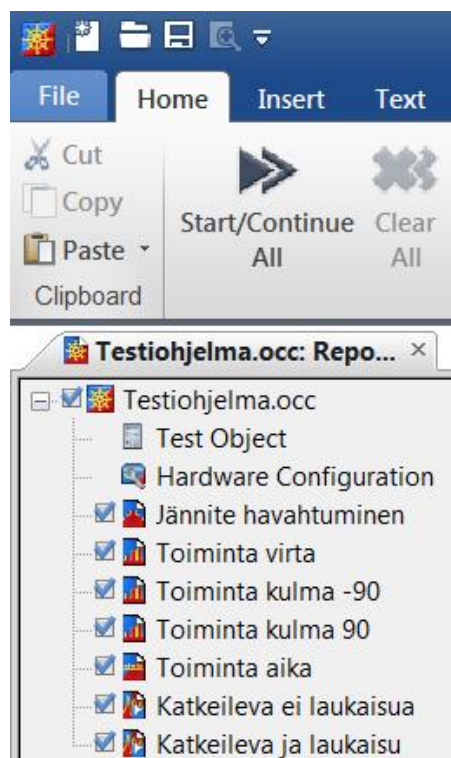 File Home Insert Text
Cut
Copy
Paste
Start/Continue All
Clear All
Clipboard
Testiohjelma.occ: Repo... ×
Testiohjelma.occ
Test Object
Hardware Configuration
Jännite havahtuminen
Toiminta virta
Toiminta kulma -90
Toiminta kulma 90
Toiminta aika
Katkeileva ei laukaisua
Katkeileva ja laukaisu